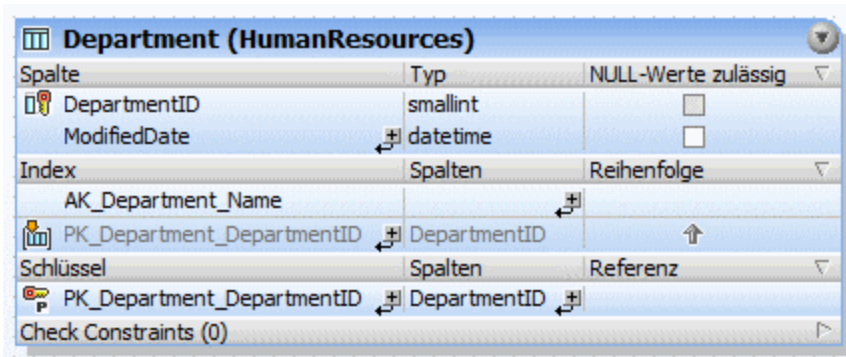 Department (HumanResources)
Spalte Typ NULL-Werte zulässig
DepartmentID smallint
ModifiedDate datetime
Index Spalten Reihenfolge
AK_Department_Name
PK_Department_DepartmentID DepartmentID
Schlüssel Spalten Referenz
P PK_Department_DepartmentID DepartmentID
Check Constraints (0)